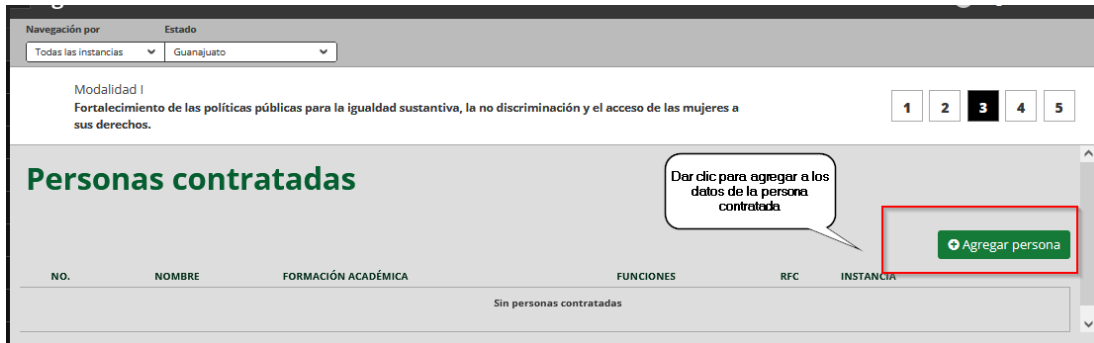 Navegación por Estado
Todas las instancias Guanajuato
Modalidad I
Fortalecimiento de las políticas públicas para la igualdad sustantiva, la no discriminación y el acceso de las mujeres a
sus derechos.
1 2 3 4 5
Personas contratadas
Dar clic para agregar a los
datos de la persona
contratada
Agregar persona
NO. NOMBRE FORMACIÓN ACADÉMICA FUNCIONES RFC INSTANCIA
Sin personas contratadas